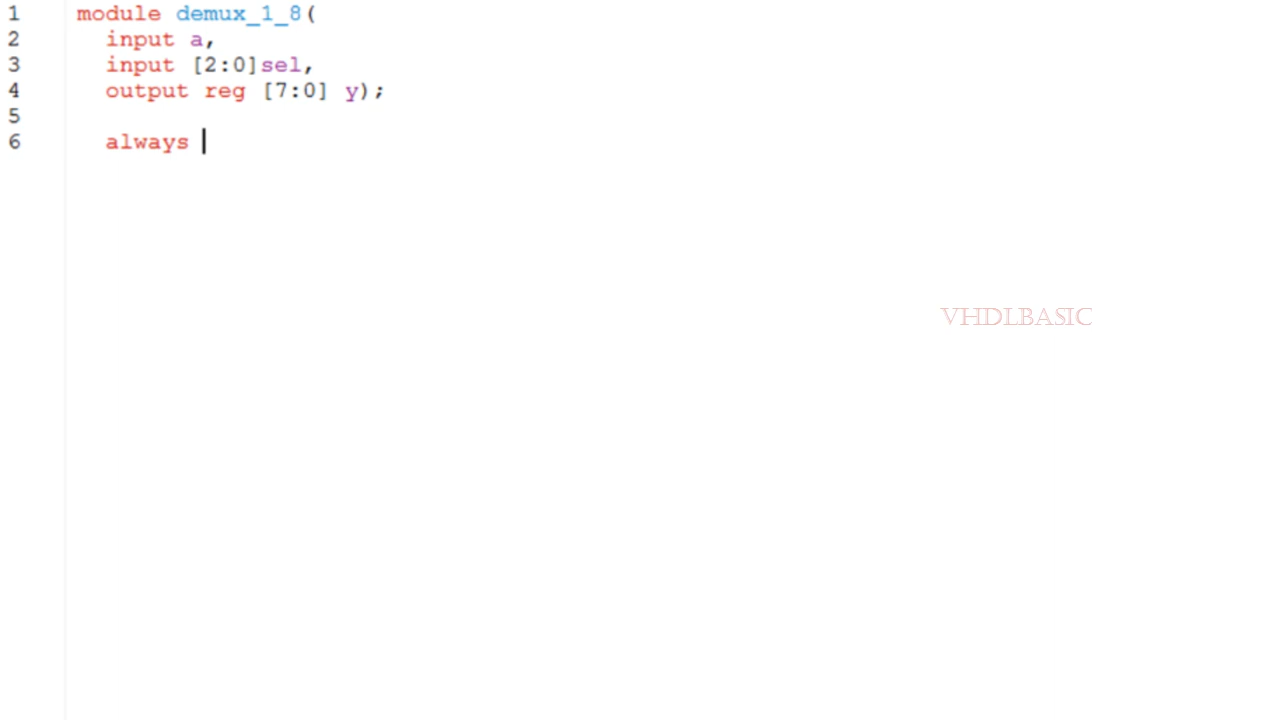 1 module demux_1_8(
2 input a,
3 input [2:0]sel,
4 output reg [7:0] y);
5
6 always
VHDLBASIC